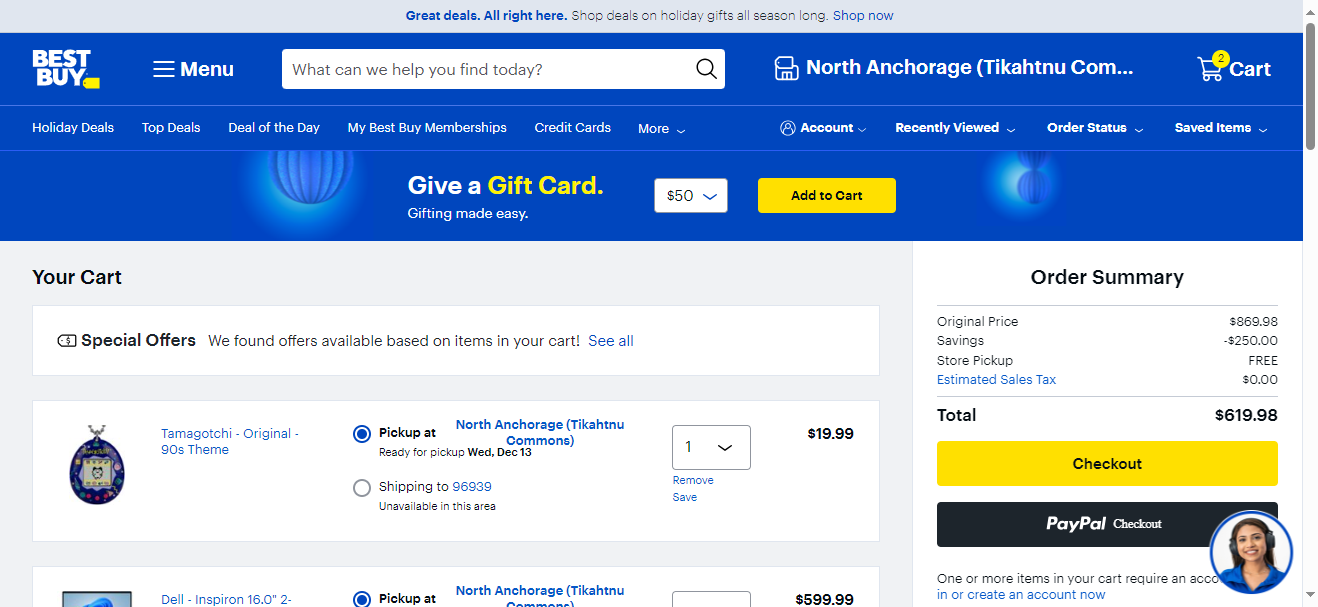 Great deals. All right here. Shop deals on holiday gifts all season long. Shop now
BEST BUY
Menu
What can we help you find today?
North Anchorage (Tikahtnu Com...
2
Cart
Holiday Deals
Top Deals
Deal of the Day
My Best Buy Memberships
Credit Cards
More
Account
Recently Viewed
Order Status
Saved Items
Give a Gift Card.
Gifting made easy.
$50
Add to Cart
Your Cart
Special Offers We found offers available based on items in your cart! See all
Tamagotchi - Original -
90s Theme
Pickup at North Anchorage (Tikahtnu
Commons)
Ready for pickup Wed, Dec 13
Shipping to 96939
Unavailable in this area
1
Remove
Save
$19.99
Dell - Inspiron 16.0" 2-
Pickup at North Anchorage (Tikahtnu
Commons)
$599.99
Order Summary
Original Price $869.98
Savings -$250.00
Store Pickup FREE
Estimated Sales Tax $0.00
Total $619.98
Checkout
PayPal Checkout
One or more items in your cart require an
in or create an account now